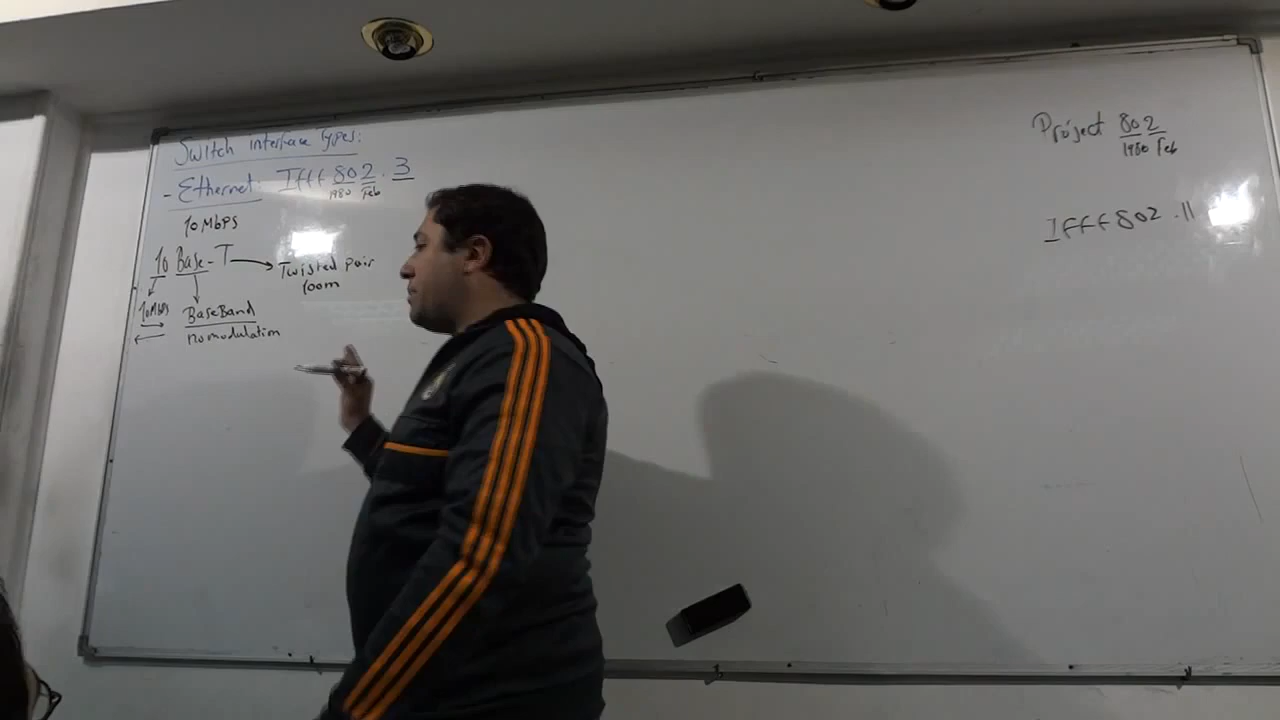 Switch interface Types:
- Ethernet: IEEE 802.3
1980 Feb
10 Mbps
10 Base-T → Twisted pair
100m
10Mbps BaseBand
no modulation
Project 802
1980 Feb
IEEE 802.11